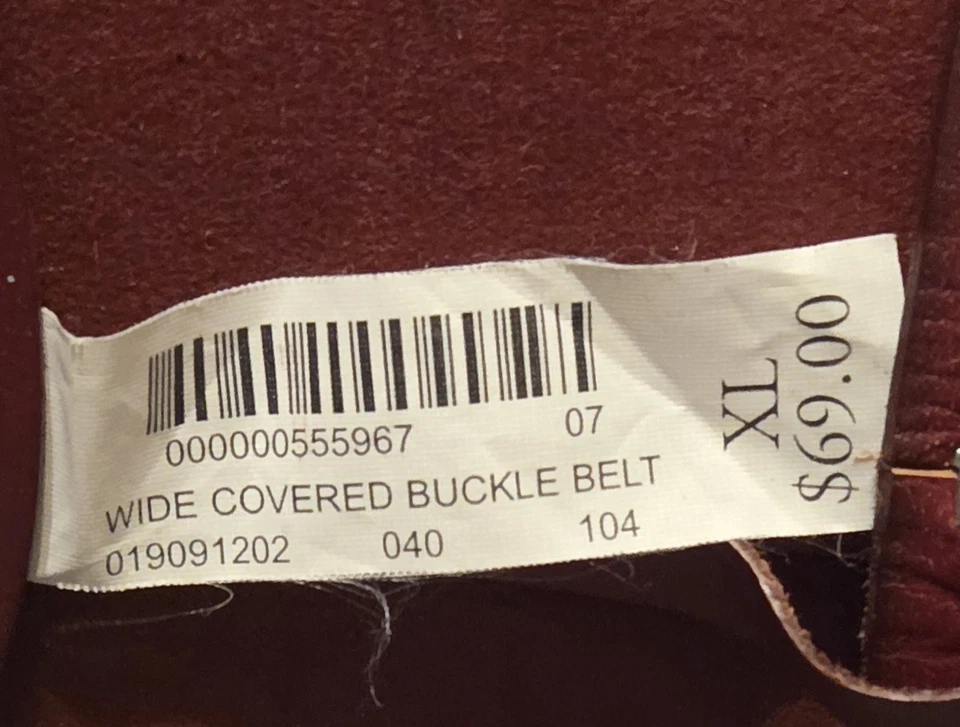 000000555967 07
WIDE COVERED BUCKLE BELT
019091202 040 104
XL
$69.00